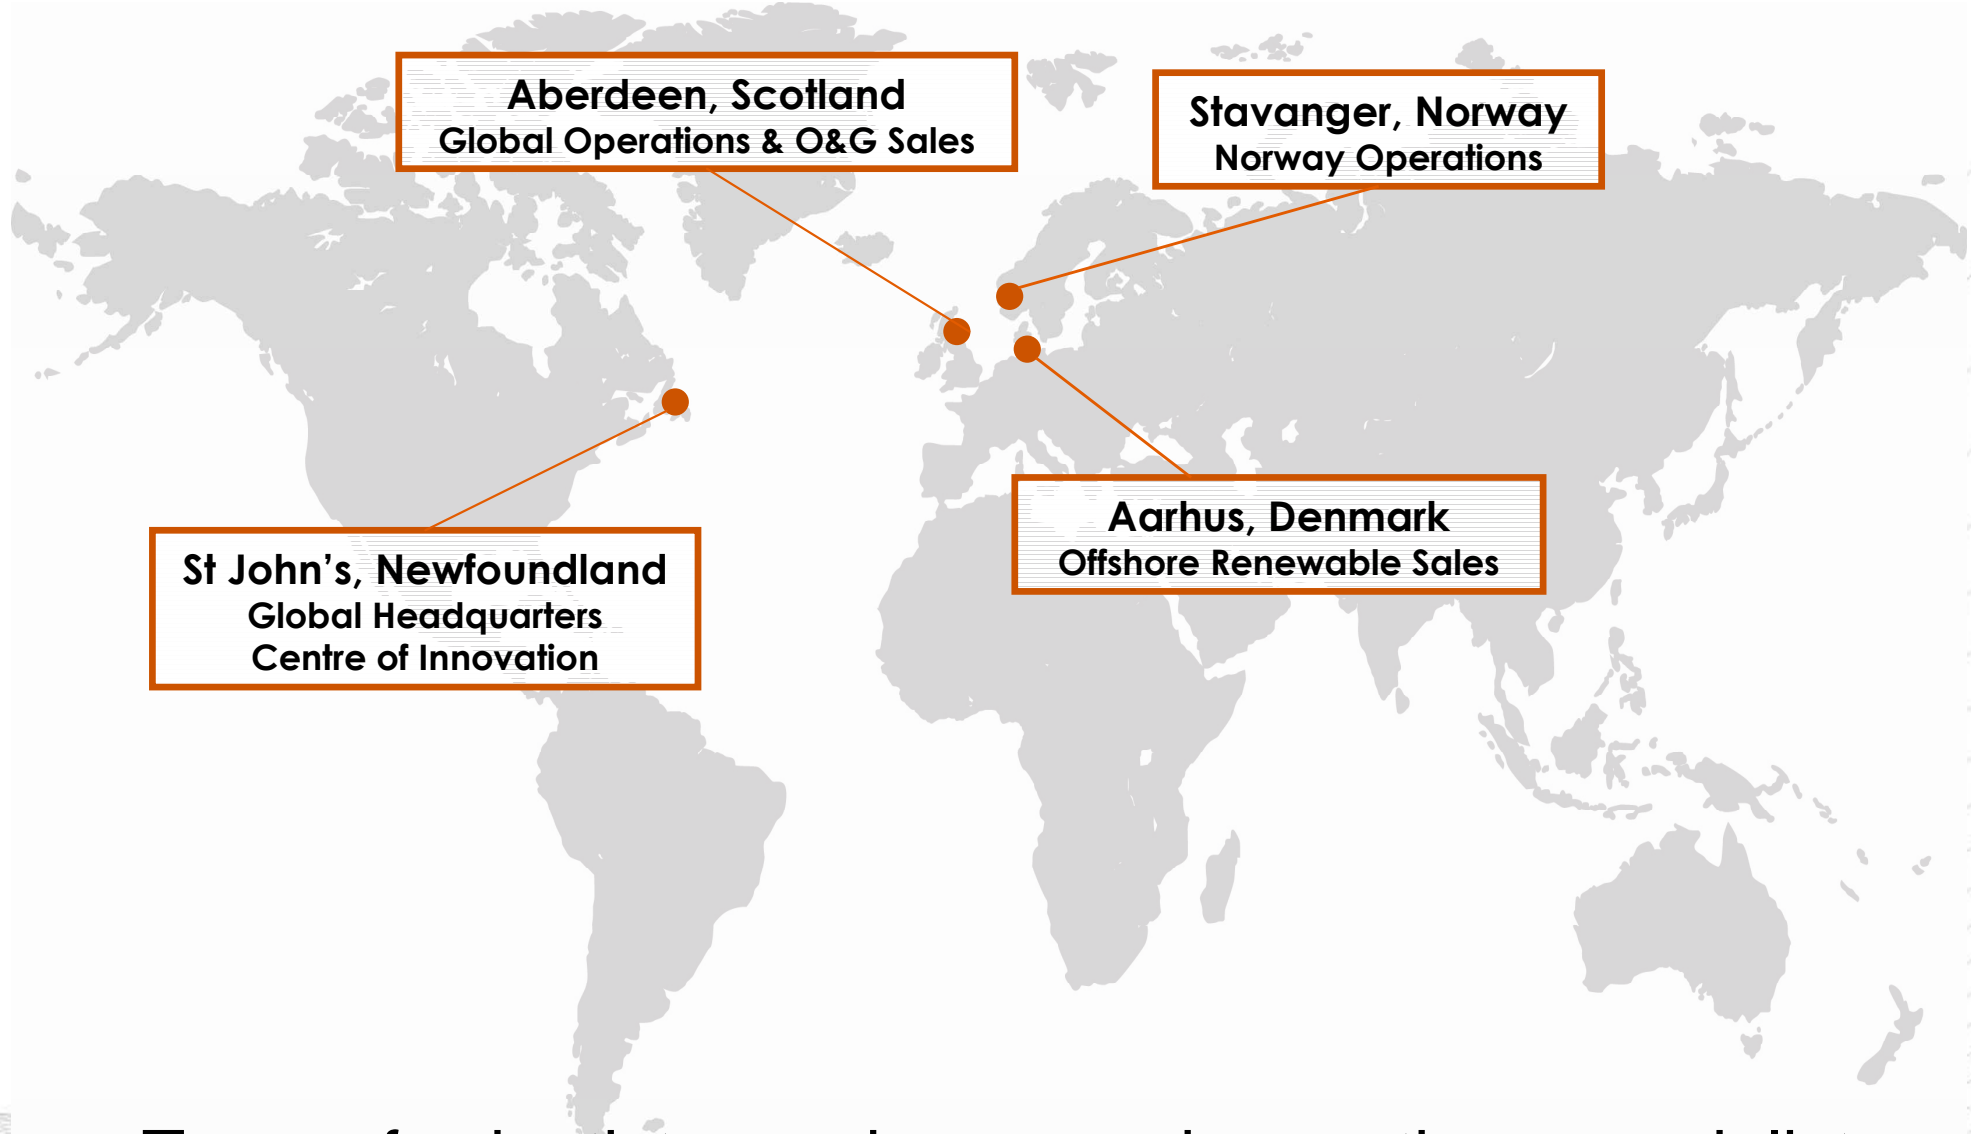 Aberdeen, Scotland
Global Operations & O&G Sales
Stavanger, Norway
Norway Operations
Aarhus, Denmark
Offshore Renewable Sales
St John’s, Newfoundland
Global Headquarters
Centre of Innovation